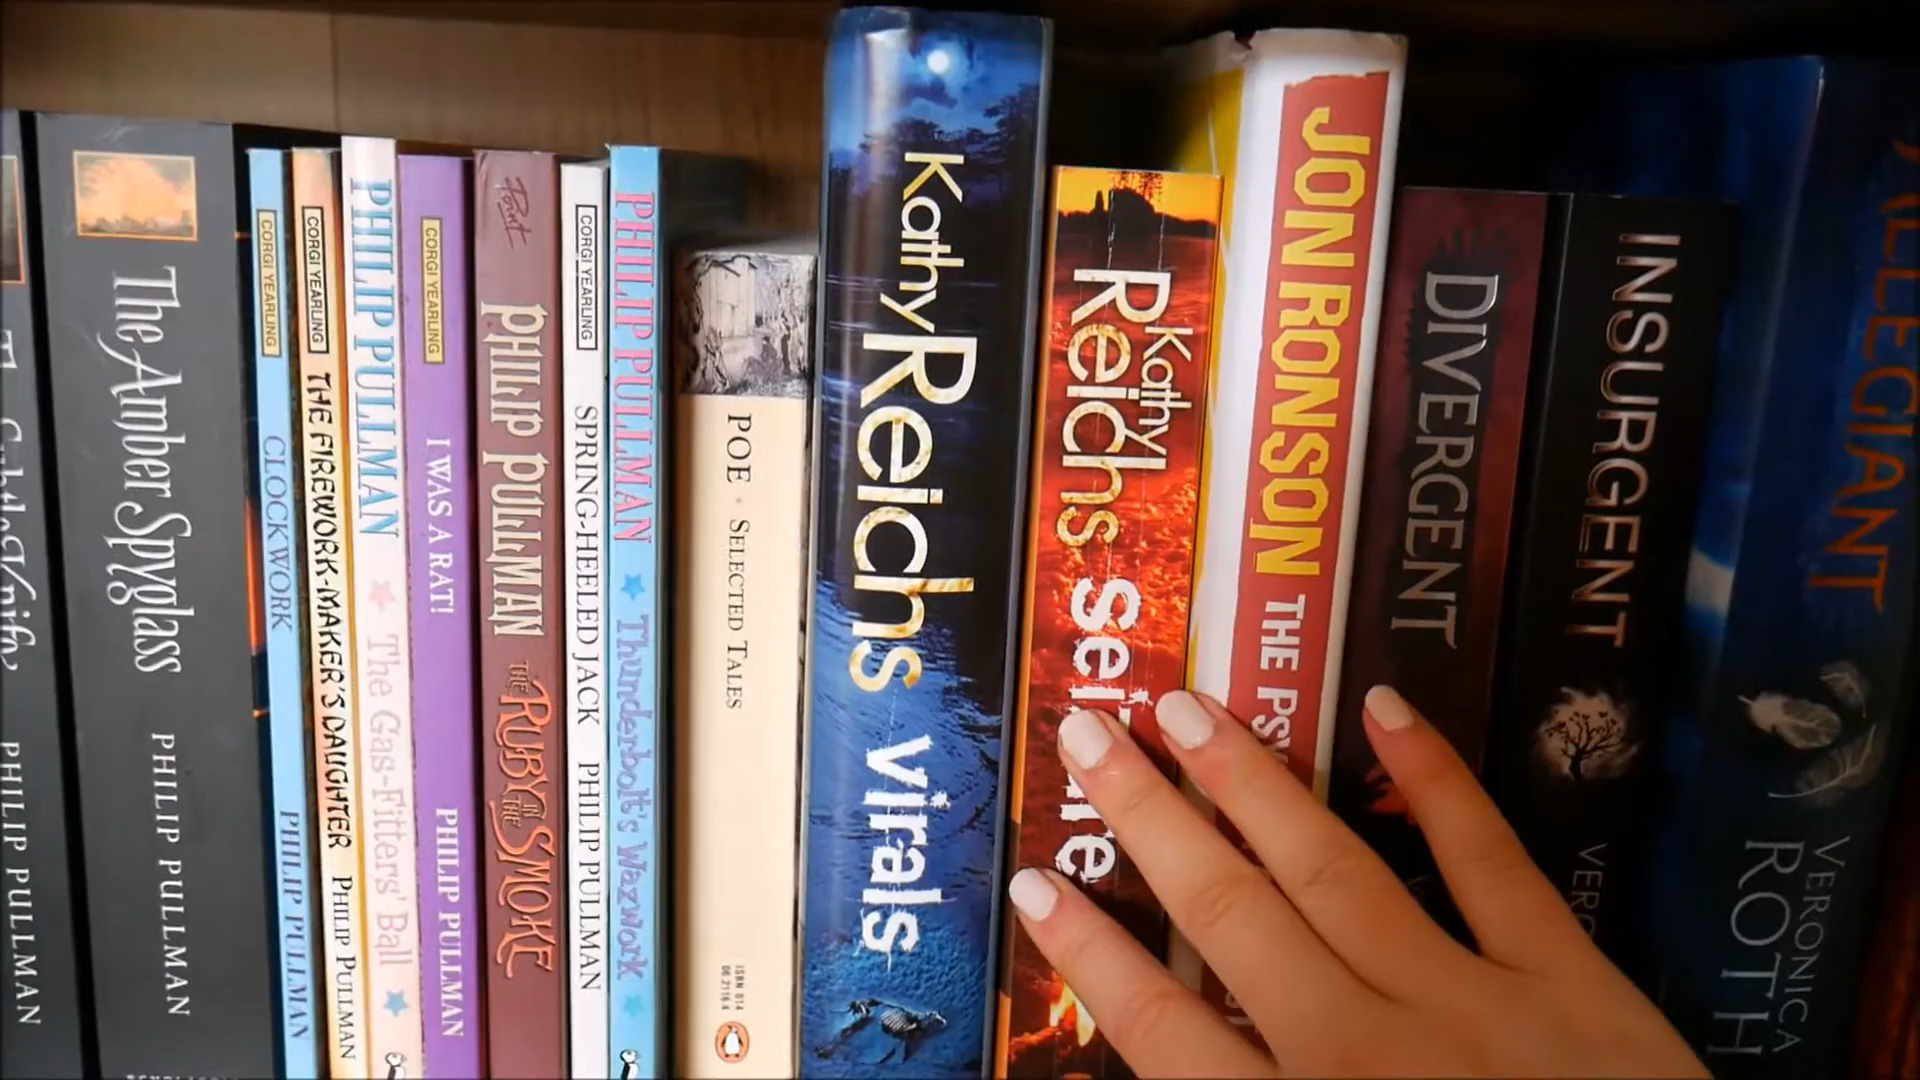 PHILIP PULLMAN
The Amber Spyglass
PHILIP PULLMAN
CORGI YEARLING
CLOCKWORK
PHILIP PULLMAN
CORGI YEARLING
THE FIREWORK-MAKER'S DAUGHTER
PHILIP PULLMAN
PHILIP PULLMAN
The Gas-Fitters' Ball
CORGI YEARLING
I WAS A RAT!
PHILIP PULLMAN
Point
PHILIP PULLMAN
THE RUBY IN THE SMOKE
CORGI YEARLING
SPRING-HEELED JACK
PHILIP PULLMAN
PHILIP PULLMAN
Thunderbolt's Waxwork
POE • SELECTED TALES
Kathy Reichs
virals
Kathy
Reichs
JON RONSON
THE
DIVERGENT
INSURGENT
ALLEGIANT
VERONICA
ROTH